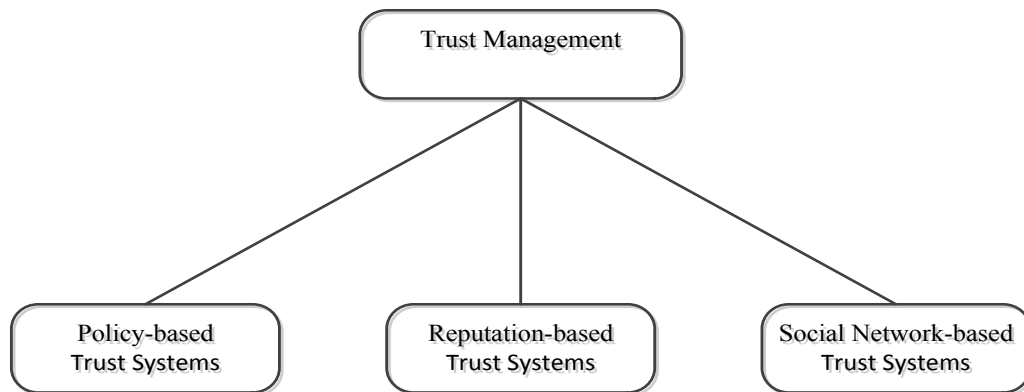 Trust Management
Policy-based
Trust Systems
Reputation-based
Trust Systems
Social Network-based
Trust Systems